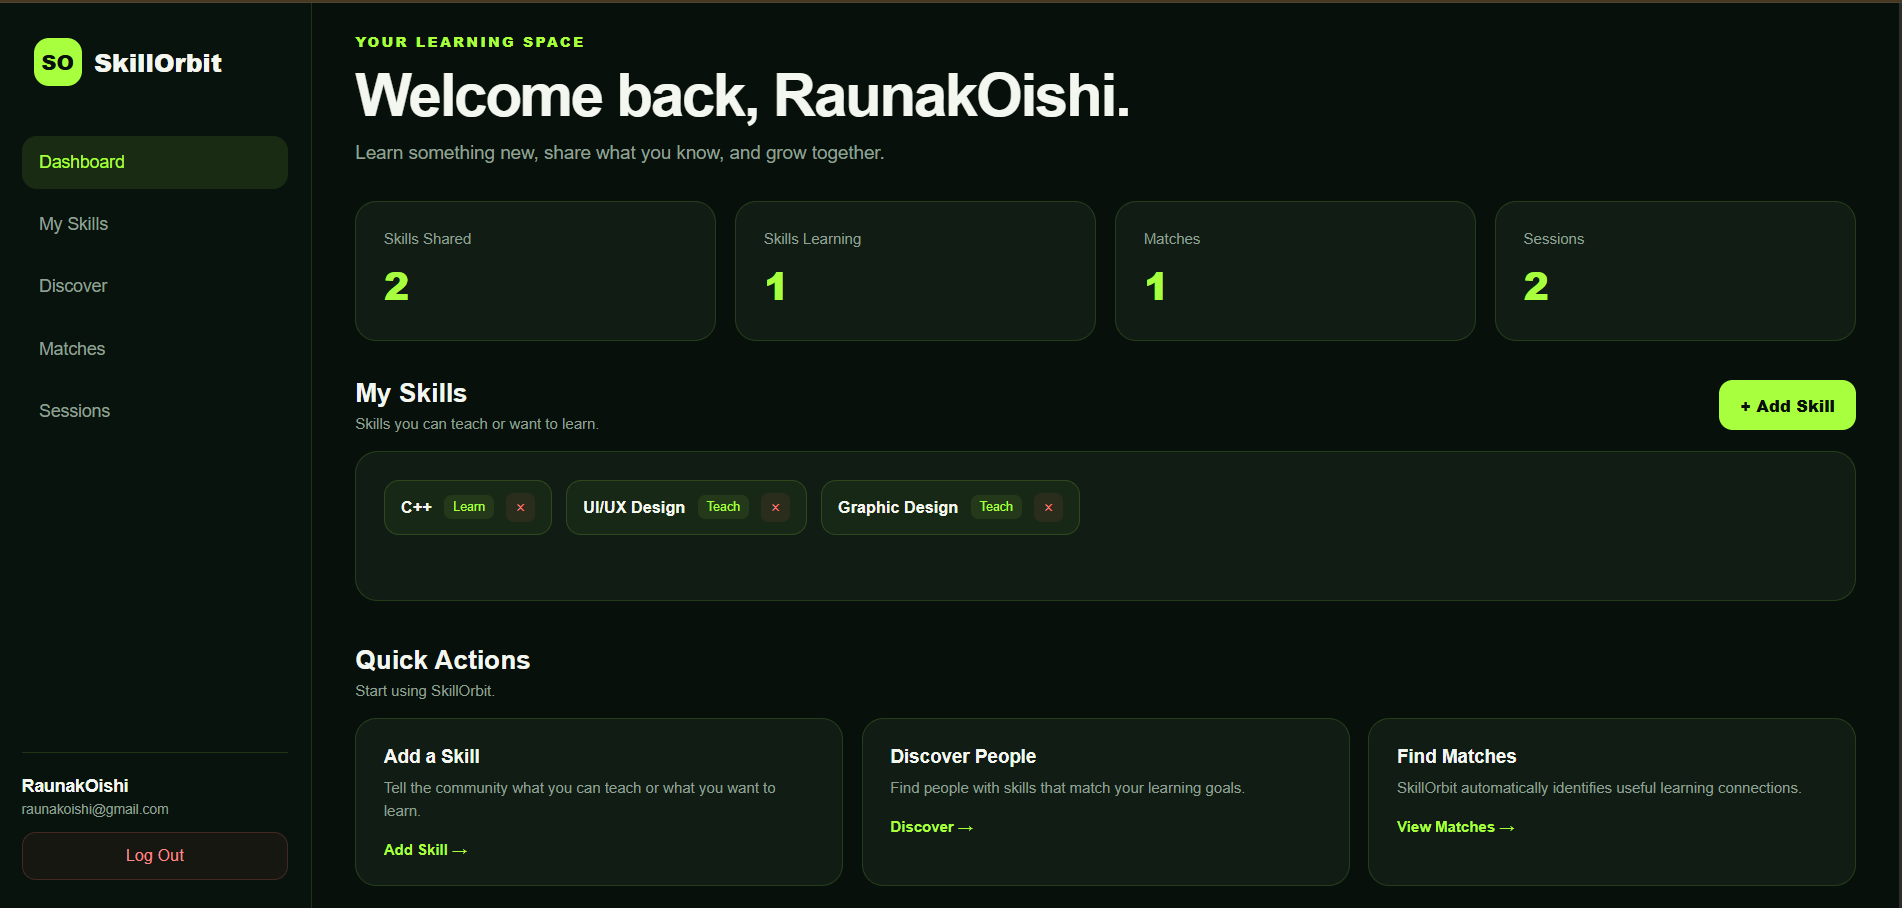 SO SkillOrbit
Dashboard
My Skills
Discover
Matches
Sessions
RaunakOishi
raunakoishi@gmail.com
Log Out
YOUR LEARNING SPACE
Welcome back, RaunakOishi.
Learn something new, share what you know, and grow together.
Skills Shared
2
Skills Learning
1
Matches
1
Sessions
2
My Skills
Skills you can teach or want to learn.
+ Add Skill
C++ Learn ×
UI/UX Design Teach ×
Graphic Design Teach ×
Quick Actions
Start using SkillOrbit.
Add a Skill
Tell the community what you can teach or what you want to
learn.
Add Skill →
Discover People
Find people with skills that match your learning goals.
Discover →
Find Matches
SkillOrbit automatically identifies useful learning connections.
View Matches →